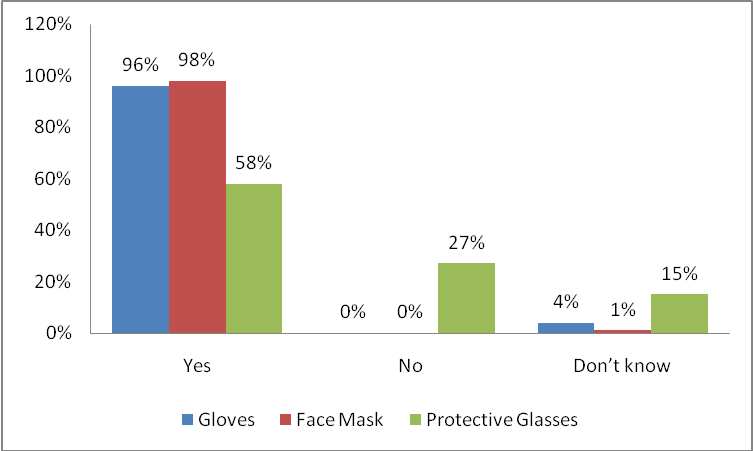 120%
100%
80%
60%
40%
20%
0%
96%
98%
58%
0%
0%
27%
4%
1%
15%
Yes
No
Don’t know
Gloves
Face Mask
Protective Glasses